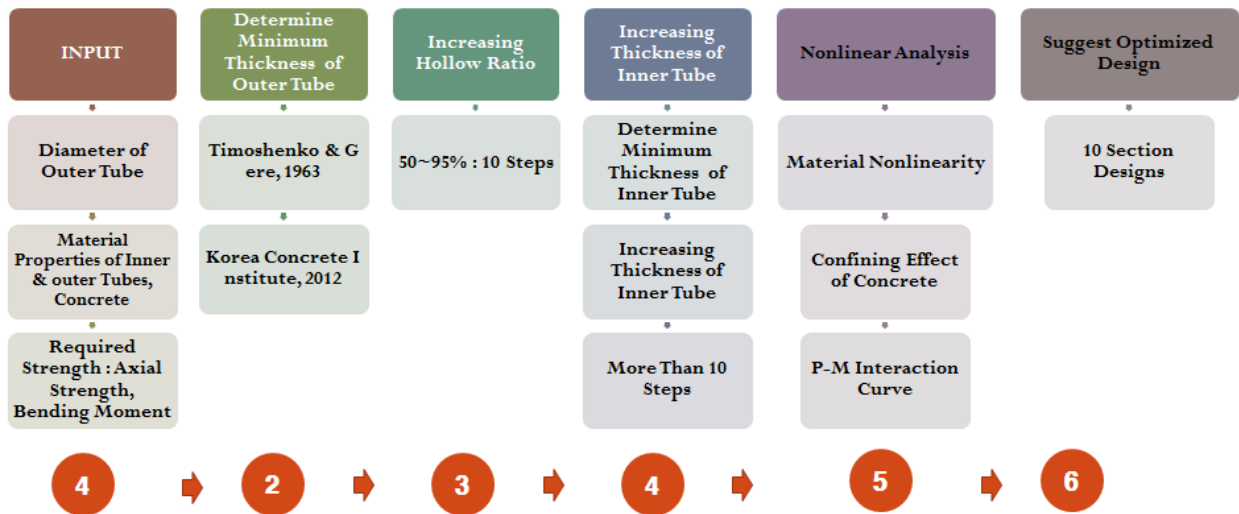 INPUT
Diameter of
Outer Tube
Material
Properties of Inner
& outer Tubes,
Concrete
Required
Strength : Axial
Strength,
Bending Moment
Determine
Minimum
Thickness of
Outer Tube
Timoshenko & G
ere, 1963
Korea Concrete I
nstitute, 2012
Increasing
Hollow Ratio
50~95% : 10 Steps
Increasing
Thickness of
Inner Tube
Determine
Minimum
Thickness of
Inner Tube
Increasing
Thickness of
Inner Tube
More Than 10
Steps
Nonlinear Analysis
Material Nonlinearity
Confining Effect
of Concrete
P-M Interaction
Curve
Suggest Optimized
Design
10 Section
Designs
4
2
3
4
5
6